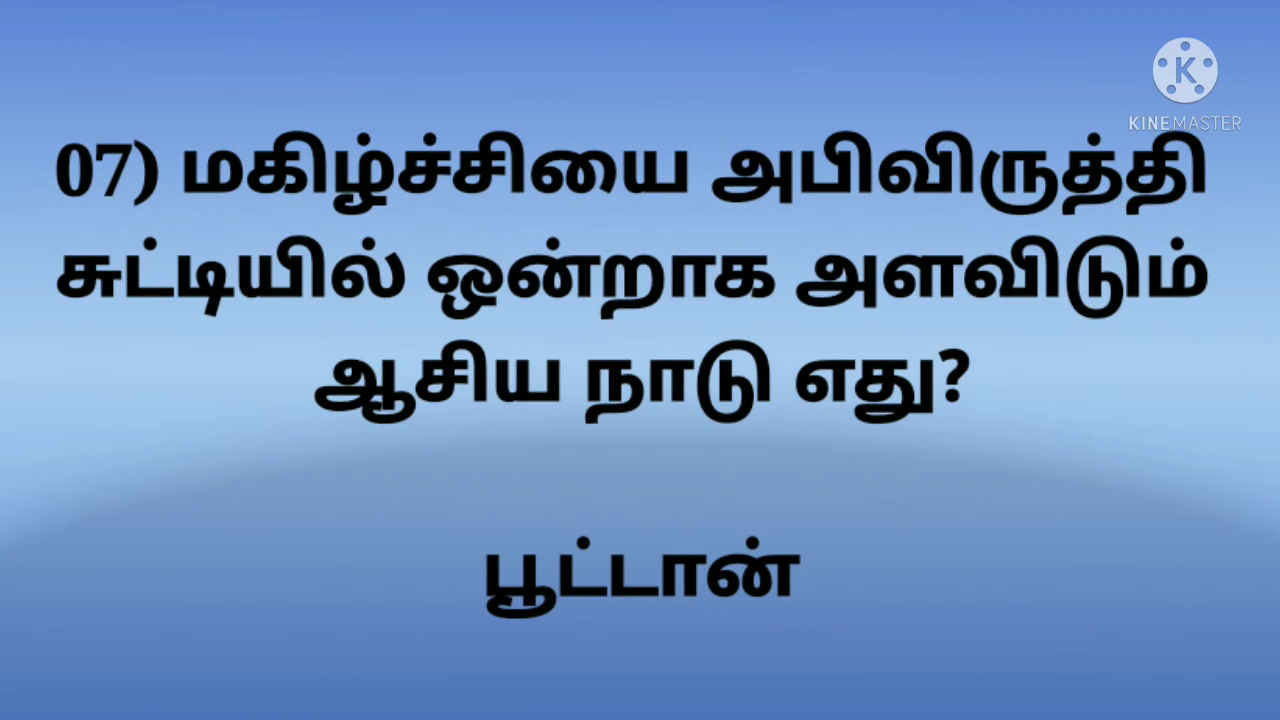 K
KINEMASTER
07) மகிழ்ச்சியை அபிவிருத்தி
சுட்டியில் ஒன்றாக அளவிடும்
ஆசிய நாடு எது?
பூட்டான்